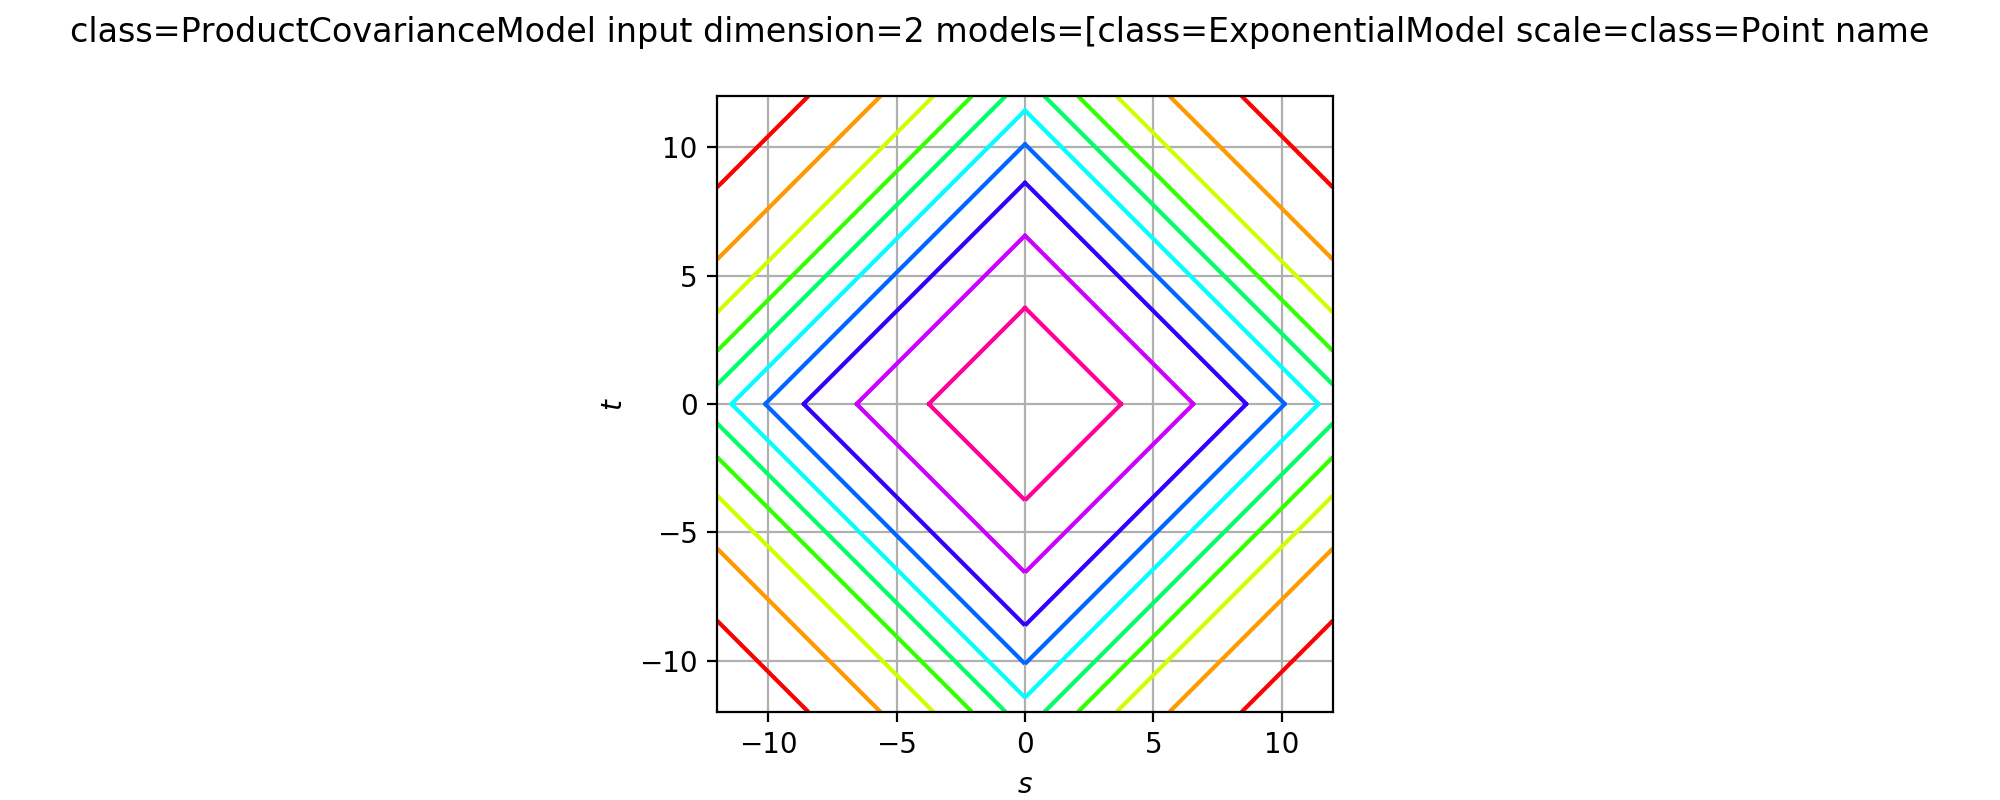 class=ProductCovarianceModel input dimension=2 models=[class=ExponentialModel scale=class=Point name
10
5
t
0
−5
−10
−10 −5 0 5 10
s